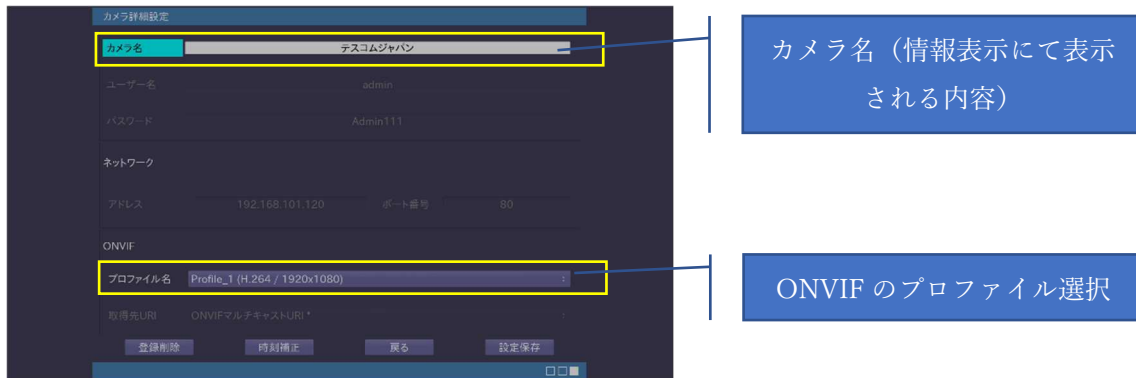 カメラ詳細設定
カメラ名 テスコムジャパン
ユーザー名 admin
パスワード Admin111
ネットワーク
アドレス 192.168.101.120 ポート番号 80
ONVIF
プロファイル名 Profile_1 (H.264 / 1920x1080)
取得先URI ONVIFマルチキャストURI *
登録削除 時刻補正 戻る 設定保存
カメラ名（情報表示にて表示
される内容）
ONVIF のプロファイル選択